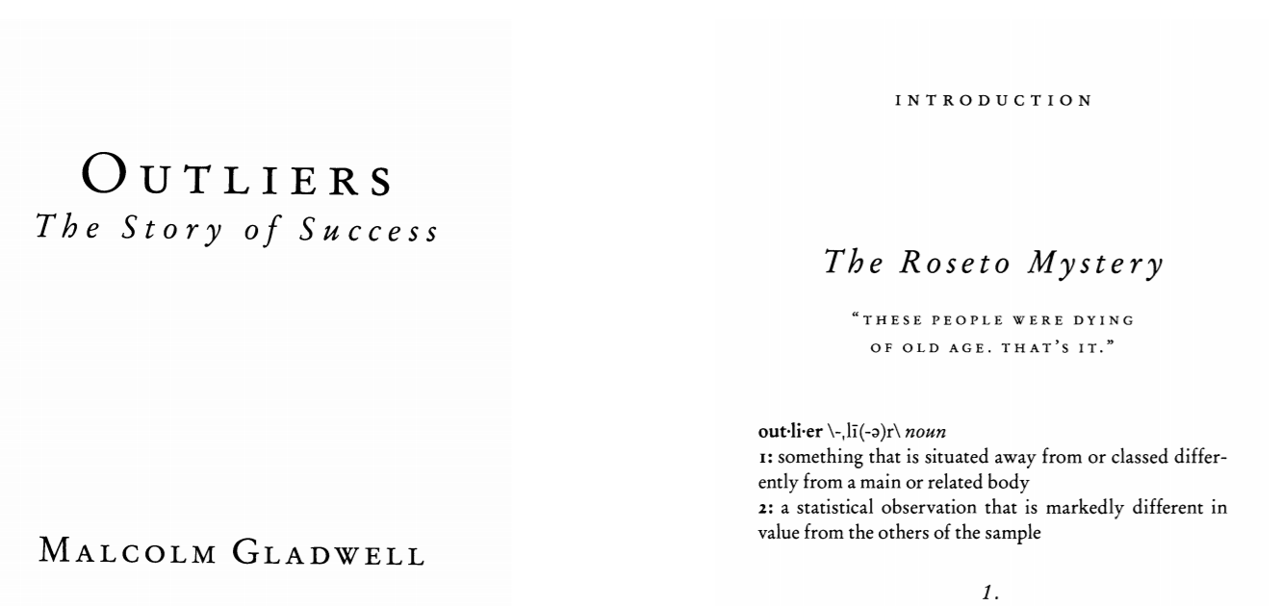 OUTLIERS
The Story of Success
MALCOLM GLADWELL
INTRODUCTION
The Roseto Mystery
“THESE PEOPLE WERE DYING
OF OLD AGE. THAT’S IT.”
out·li·er \-ˌlī(-ə)r\ noun
1: something that is situated away from or classed differ-
ently from a main or related body
2: a statistical observation that is markedly different in
value from the others of the sample
1.